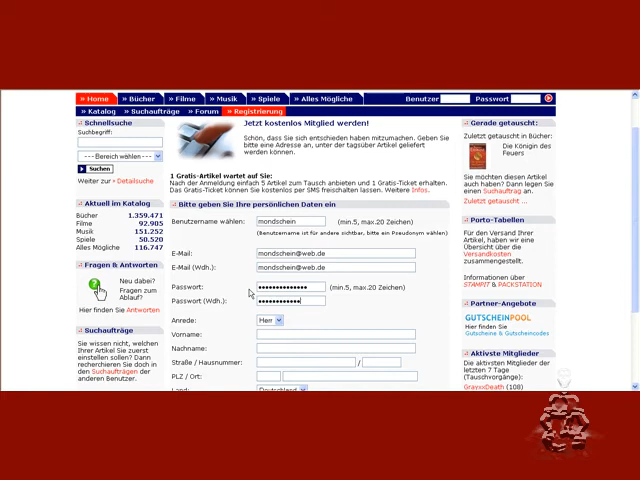 » Home » Bücher » Filme » Musik » Spiele » Alles Mögliche Benutzer Passwort
» Katalog » Suchaufträge » Forum » Registrierung
Schnellsuche
Suchbegriff:
--- Bereich wählen ---
Suchen
Weiter zur › Detailsuche
Aktuell im Katalog
Bücher 1.359.471
Filme 92.905
Musik 151.232
Spiele 50.520
Alles Mögliche 116.747
Fragen & Antworten
Neu dabei?
Fragen zum
Ablauf?
Hier finden Sie Antworten
Suchaufträge
Sie wissen nicht, welchen
Ihrer Artikel Sie zuerst
einstellen sollen? Dann
recherchieren Sie doch in
den Suchaufträgen der
anderen Benutzer.
Jetzt kostenlos Mitglied werden!
Schön, dass Sie sich entschieden haben mitzumachen. Geben Sie
bitte eine Adresse an, unter der tagsüber Artikel geliefert
werden können.
1 Gratis-Artikel wartet auf Sie:
Nach der Anmeldung einfach 5 Artikel zum Tausch anbieten und 1 Gratis-Ticket erhalten.
Das Gratis-Ticket können Sie kostenlos per SMS freischalten lassen. Weitere Infos.
Bitte geben Sie Ihre persönlichen Daten ein
Benutzername wählen: mondschein (min.5, max.20 Zeichen)
(Benutzername ist für andere sichtbar, bitte ein Pseudonym wählen)
E-Mail: mondschein@web.de
E-Mail (Wdh.): mondschein@web.de
Passwort: •••••••••••••• (min.5, max.20 Zeichen)
Passwort (Wdh.): ••••••••••••
Anrede: Herr
Vorname:
Nachname:
Straße / Hausnummer: /
PLZ / Ort:
Land: Deutschland
Gerade getauscht:
Zuletzt getauscht in Bücher:
Die Königin des
Feuers
Sie möchten diesen Artikel
auch haben? Dann legen Sie
einen Suchauftrag an.
Zuletzt getauscht ...
Porto-Tabellen
Für den Versand Ihrer
Artikel, haben wir eine
Übersicht der
Versandkosten
zusammengestellt.
Informationen über
STAMPIT & PACKSTATION
Partner-Angebote
GUTSCHEINPOOL
Hier finden Sie
Gutscheine & Gutscheincodes
Aktivste Mitglieder
Die aktivsten Mitglieder der
letzten 7 Tage
(Tauschvorgänge):
GrayxxDeath (108)